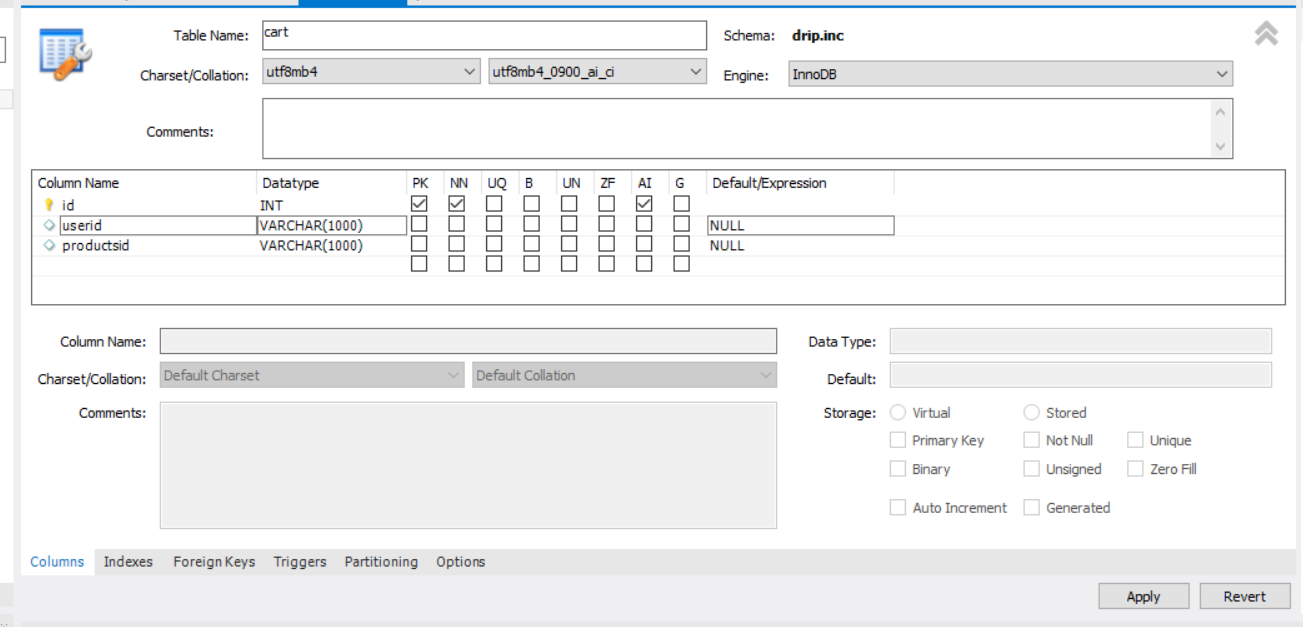 Table Name: cart Schema: drip.inc
Charset/Collation: utf8mb4 utf8mb4_0900_ai_ci Engine: InnoDB
Comments:
Column Name Datatype PK NN UQ B UN ZF AI G Default/Expression
id INT
userid VARCHAR(1000) NULL
productsid VARCHAR(1000) NULL
Column Name: Data Type:
Charset/Collation: Default Charset Default Collation Default:
Comments: Storage: Virtual Stored
Primary Key Not Null Unique
Binary Unsigned Zero Fill
Auto Increment Generated
Columns Indexes Foreign Keys Triggers Partitioning Options
Apply Revert